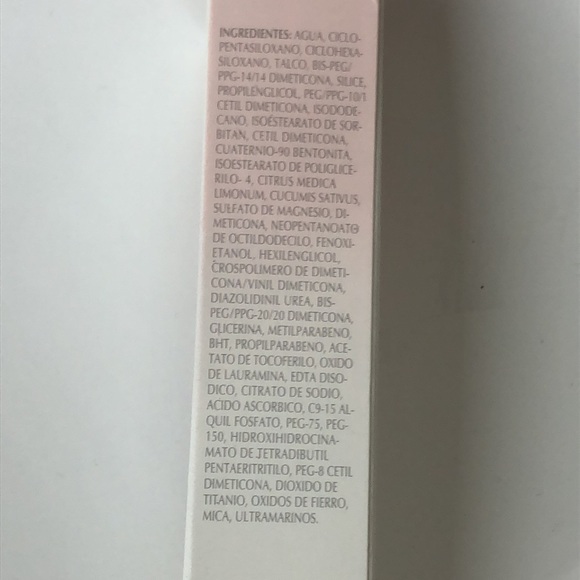 INGREDIENTES: AGUA, CICLO-
PENTASILOXANO, CICLOHEXA-
SILOXANO, TALCO, BIS-PEG/
PPG-14/14 DIMETICONA, SILICE,
PROPILENGLICOL, PEG/PPG-10/1
CETIL DIMETICONA, ISODODE-
CANO, ISOÉSTEARATO DE SOR-
BITAN, CETIL DIMETICONA,
CUATERNIO-90 BENTONITA,
ISOESTEARATO DE POLIGLICE-
RILO- 4, CITRUS MEDICA
LIMONUM, CUCUMIS SATIVUS,
SULFATO DE MAGNESIO, DI-
METICONA, NEOPENTANOATO
DE OCTILDODECILO, FENOXI-
ETANOL, HEXILENGLICOL,
CROSPOLIMERO DE DIMETI-
CONA/VINIL DIMETICONA,
DIAZOLIDINIL UREA, BIS-
PEG/PPG-20/20 DIMETICONA,
GLICERINA, METILPARABENO,
BHT, PROPILPARABENO, ACE-
TATO DE TOCOFERILO, OXIDO
DE LAURAMINA, EDTA DISO-
DICO, CITRATO DE SODIO,
ACIDO ASCORBICO, C9-15 AL-
QUIL FOSFATO, PEG-75, PEG-
150, HIDROXIHIDROCINA-
MATO DE TETRADIBUTIL
PENTAERITRITILO, PEG-8 CETIL
DIMETICONA, DIOXIDO DE
TITANIO, OXIDOS DE FIERRO,
MICA, ULTRAMARINOS.